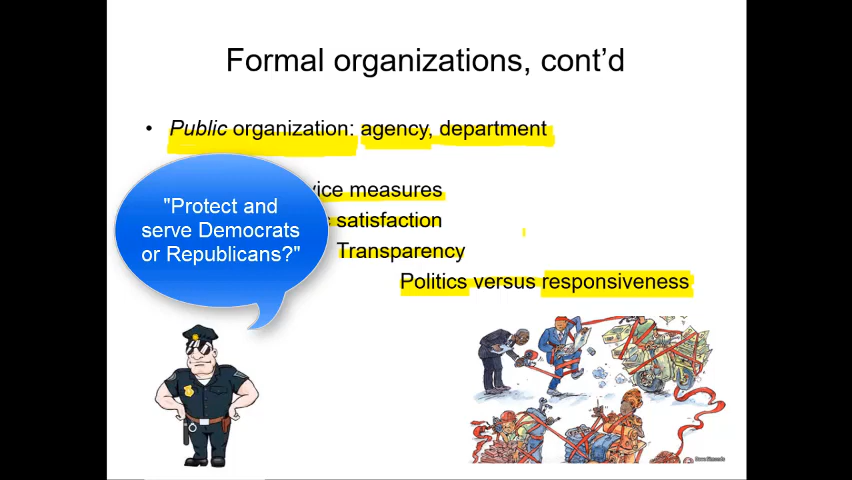 Formal organizations, cont’d
• Public organization: agency, department
vice measures
satisfaction
Transparency
Politics versus responsiveness
"Protect and
serve Democrats
or Republicans?"